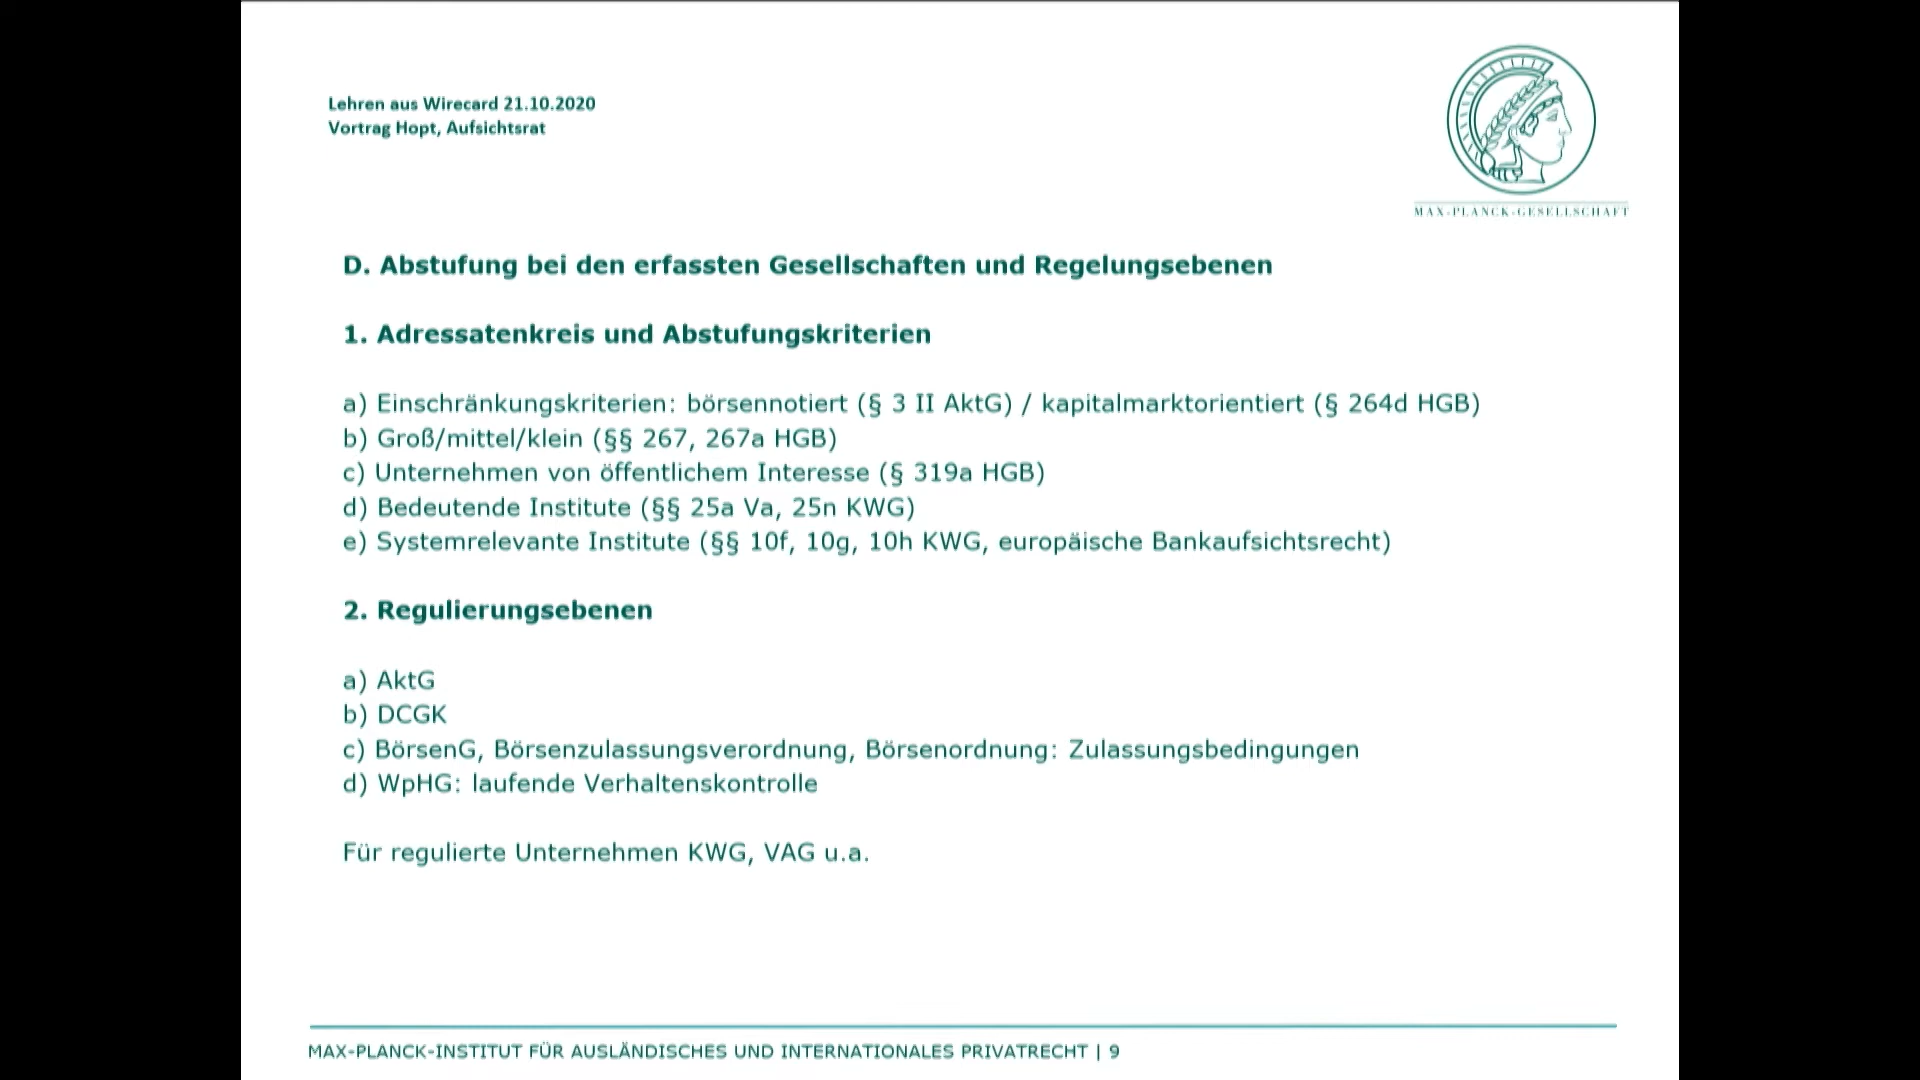 Lehren aus Wirecard 21.10.2020
Vortrag Hopt, Aufsichtsrat
MAX-PLANCK-GESELLSCHAFT
D. Abstufung bei den erfassten Gesellschaften und Regelungsebenen
1. Adressatenkreis und Abstufungskriterien
a) Einschränkungskriterien: börsennotiert (§ 3 II AktG) / kapitalmarktorientiert (§ 264d HGB)
b) Groß/mittel/klein (§§ 267, 267a HGB)
c) Unternehmen von öffentlichem Interesse (§ 319a HGB)
d) Bedeutende Institute (§§ 25a Va, 25n KWG)
e) Systemrelevante Institute (§§ 10f, 10g, 10h KWG, europäische Bankaufsichtsrecht)
2. Regulierungsebenen
a) AktG
b) DCGK
c) BörsenG, Börsenzulassungsverordnung, Börsenordnung: Zulassungsbedingungen
d) WpHG: laufende Verhaltenskontrolle
Für regulierte Unternehmen KWG, VAG u.a.
MAX-PLANCK-INSTITUT FÜR AUSLÄNDISCHES UND INTERNATIONALES PRIVATRECHT | 9